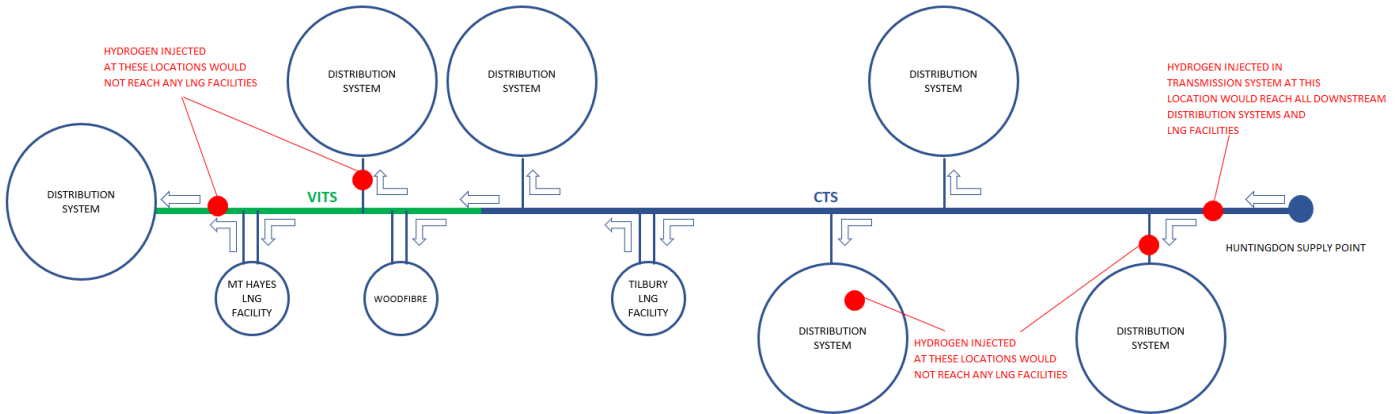 HYDROGEN INJECTED
AT THESE LOCATIONS WOULD
NOT REACH ANY LNG FACILITIES
DISTRIBUTION
SYSTEM
DISTRIBUTION
SYSTEM
DISTRIBUTION
SYSTEM
HYDROGEN INJECTED IN
TRANSMISSION SYSTEM AT THIS
LOCATION WOULD REACH ALL DOWNSTREAM
DISTRIBUTION SYSTEMS AND
LNG FACILITIES
DISTRIBUTION
SYSTEM
VITS
CTS
HUNTINGDON SUPPLY POINT
MT HAYES
LNG
FACILITY
WOODFIBRE
TILBURY
LNG
FACILITY
DISTRIBUTION
SYSTEM
HYDROGEN INJECTED
AT THESE LOCATIONS WOULD
NOT REACH ANY LNG FACILITIES
DISTRIBUTION
SYSTEM